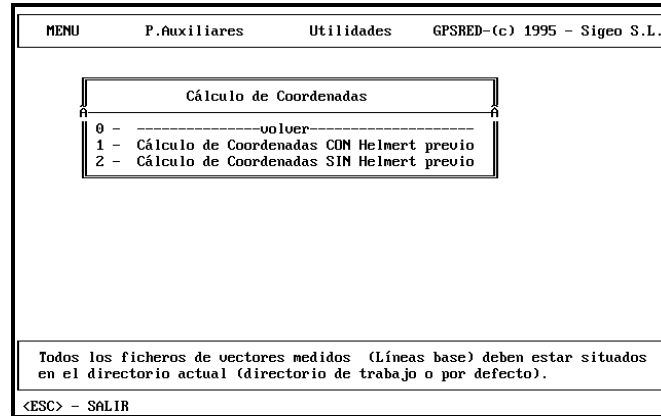 MENU P.Auxiliares Utilidades GPSRED-(c) 1995 - Sigeo S.L.
Cálculo de Coordenadas
0 - ---------------volver--------------------
1 - Cálculo de Coordenadas CON Helmert previo
2 - Cálculo de Coordenadas SIN Helmert previo
Todos los ficheros de vectores medidos (Líneas base) deben estar situados
en el directorio actual (directorio de trabajo o por defecto).
<ESC> - SALIR